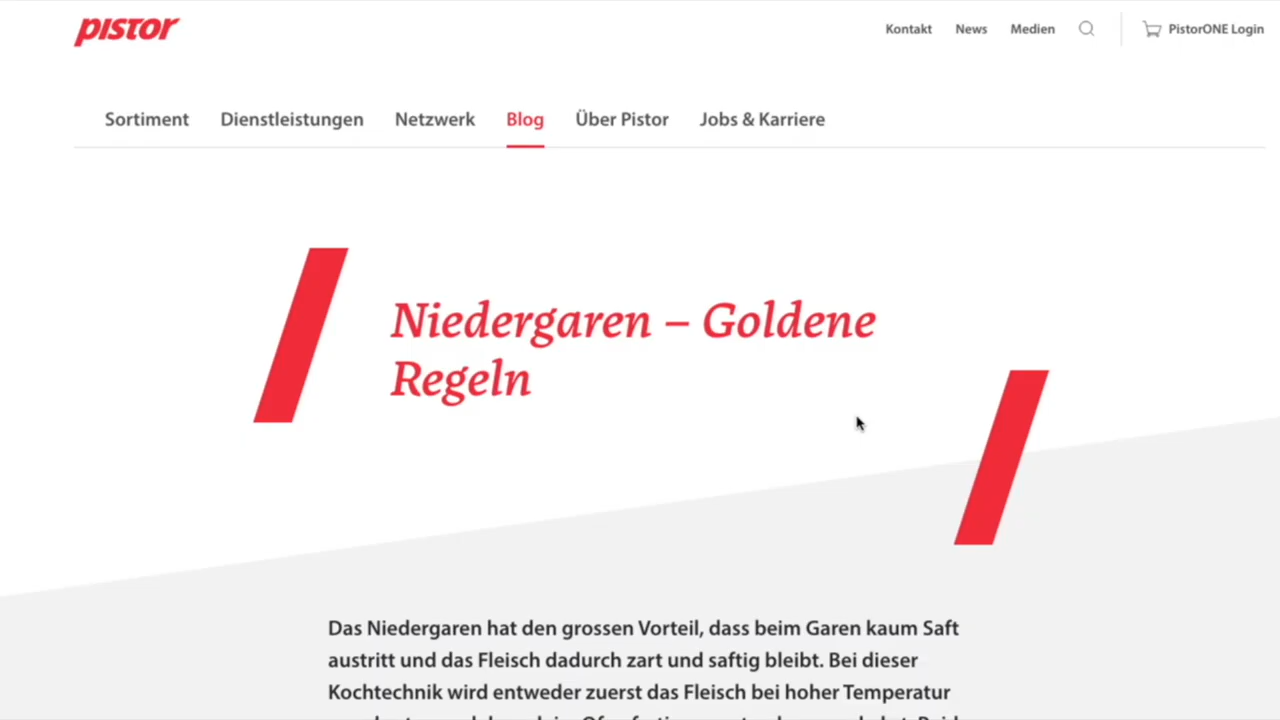 pistor
Kontakt News Medien PistorONE Login
Sortiment Dienstleistungen Netzwerk Blog Über Pistor Jobs & Karriere
Niedergaren – Goldene
Regeln
Das Niedergaren hat den grossen Vorteil, dass beim Garen kaum Saft
austritt und das Fleisch dadurch zart und saftig bleibt. Bei dieser
Kochtechnik wird entweder zuerst das Fleisch bei hoher Temperatur